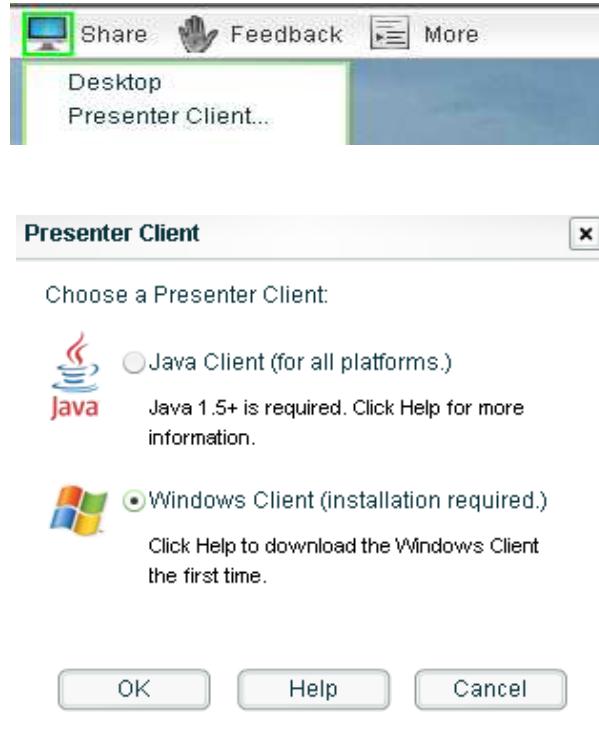 Share Feedback More
Desktop
Presenter Client...
Presenter Client
Choose a Presenter Client:
Java Client (for all platforms.)
Java
Java 1.5+ is required. Click Help for more
information.
Windows Client (installation required.)
Click Help to download the Windows Client
the first time.
OK Help Cancel